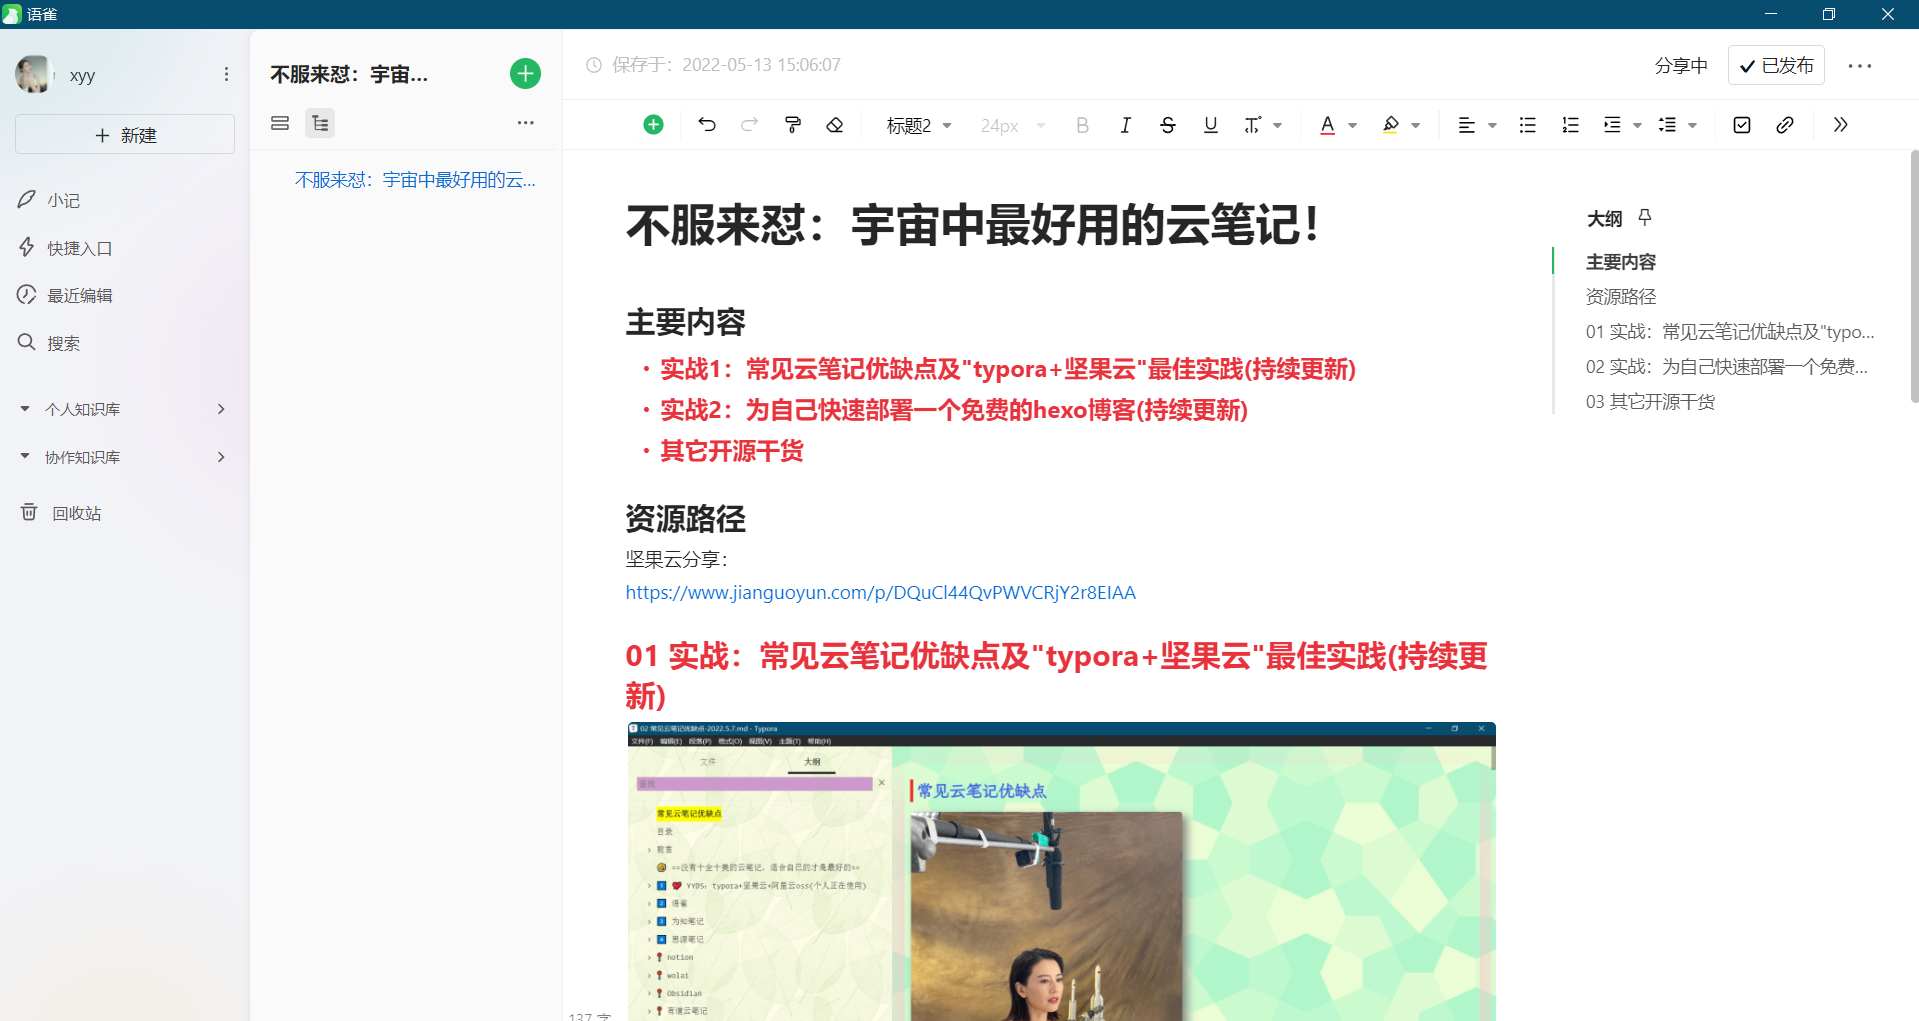 语雀
xyy
新建
小记
快捷入口
最近编辑
搜索
个人知识库
协作知识库
回收站
不服来怼：宇宙...
不服来怼：宇宙中最好用的云...
保存于：2022-05-13 15:06:07
分享中
已发布
标题2
24px
不服来怼：宇宙中最好用的云笔记！
主要内容
• 实战1：常见云笔记优缺点及"typora+坚果云"最佳实践(持续更新)
• 实战2：为自己快速部署一个免费的hexo博客(持续更新)
• 其它开源干货
资源路径
坚果云分享：
https://www.jianguoyun.com/p/DQuCl44QvPWVCRjY2r8EIAA
01 实战：常见云笔记优缺点及"typora+坚果云"最佳实践(持续更
新)
02 常见云笔记优缺点-2022.5.7.md - Typora
文件(F) 编辑(E) 段落(P) 格式(O) 视图(V) 主题(T) 帮助(H)
文件
大纲
查找
常见云笔记优缺点
目录
前言
==没有十全十美的云笔记，适合自己的才是最好的==
1 YYDS：typora+坚果云+阿里云oss(个人正在使用)
2 语雀
3 为知笔记
4 思源笔记
notion
wolai
Obsidian
有道云笔记
常见云笔记优缺点
137 字
大纲
主要内容
资源路径
01 实战：常见云笔记优缺点及"typo...
02 实战：为自己快速部署一个免费...
03 其它开源干货